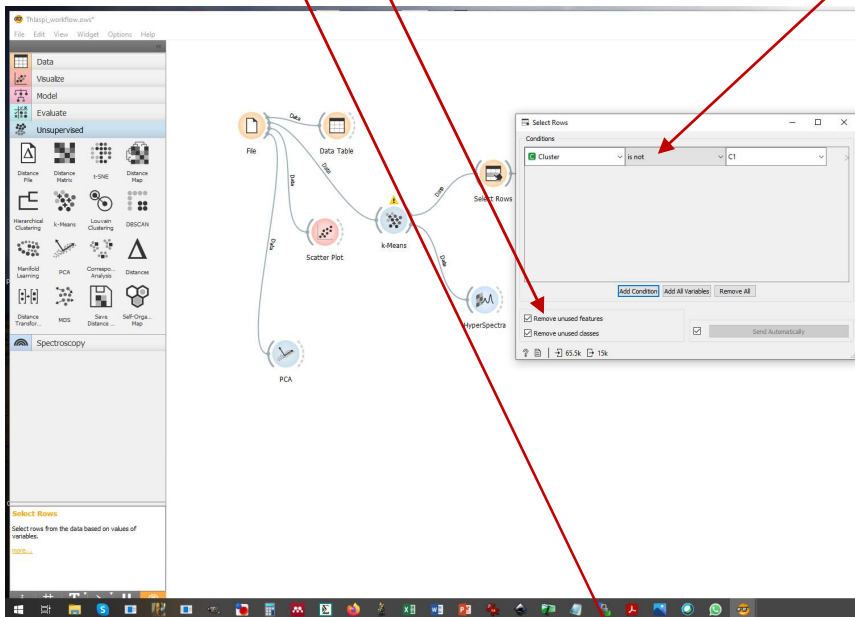 Thlaspi_workflow.ows*
File Edit View Widget Options Help
Data
Visualize
Model
Evaluate
Unsupervised
Distance File
Distance Matrix
t-SNE
Distance Map
Hierarchical Clustering
k-Means
Louvain Clustering
DBSCAN
Manifold Learning
PCA
Correspo... Analysis
Distances
Distance Transfor...
MDS
Save Distance ...
Self-Orga... Map
Spectroscopy
Select Rows
Select rows from the data based on values of
variables.
more...
File
Data
Data Table
Data
Data
Data
Scatter Plot
k-Means
Data
Select Rows
Data
HyperSpectra
PCA
Select Rows
Conditions
C Cluster
is not
C1
Add Condition
Add All Variables
Remove All
Remove unused features
Remove unused classes
Send Automatically
65.5k
15k